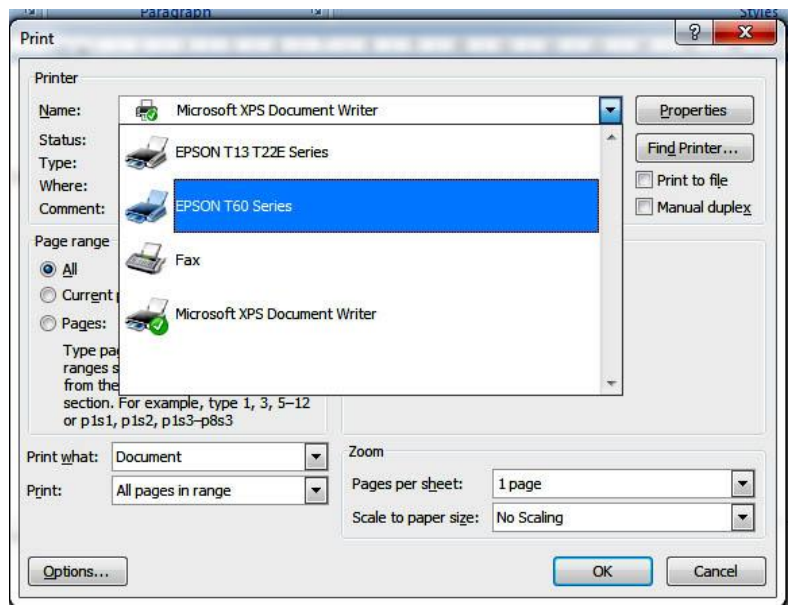 Paragraph
Styles
Print
Printer
Name:
Microsoft XPS Document Writer
Properties
Status:
Type:
Where:
Comment:
EPSON T13 T22E Series
EPSON T60 Series
Fax
Microsoft XPS Document Writer
Find Printer...
Print to file
Manual duplex
Page range
All
Current
Pages:
Type
ranges
from the
section. For example, type 1, 3, 5–12
or p1s1, p1s2, p1s3–p8s3
Print what: Document
Print: All pages in range
Zoom
Pages per sheet: 1 page
Scale to paper size: No Scaling
Options...
OK
Cancel